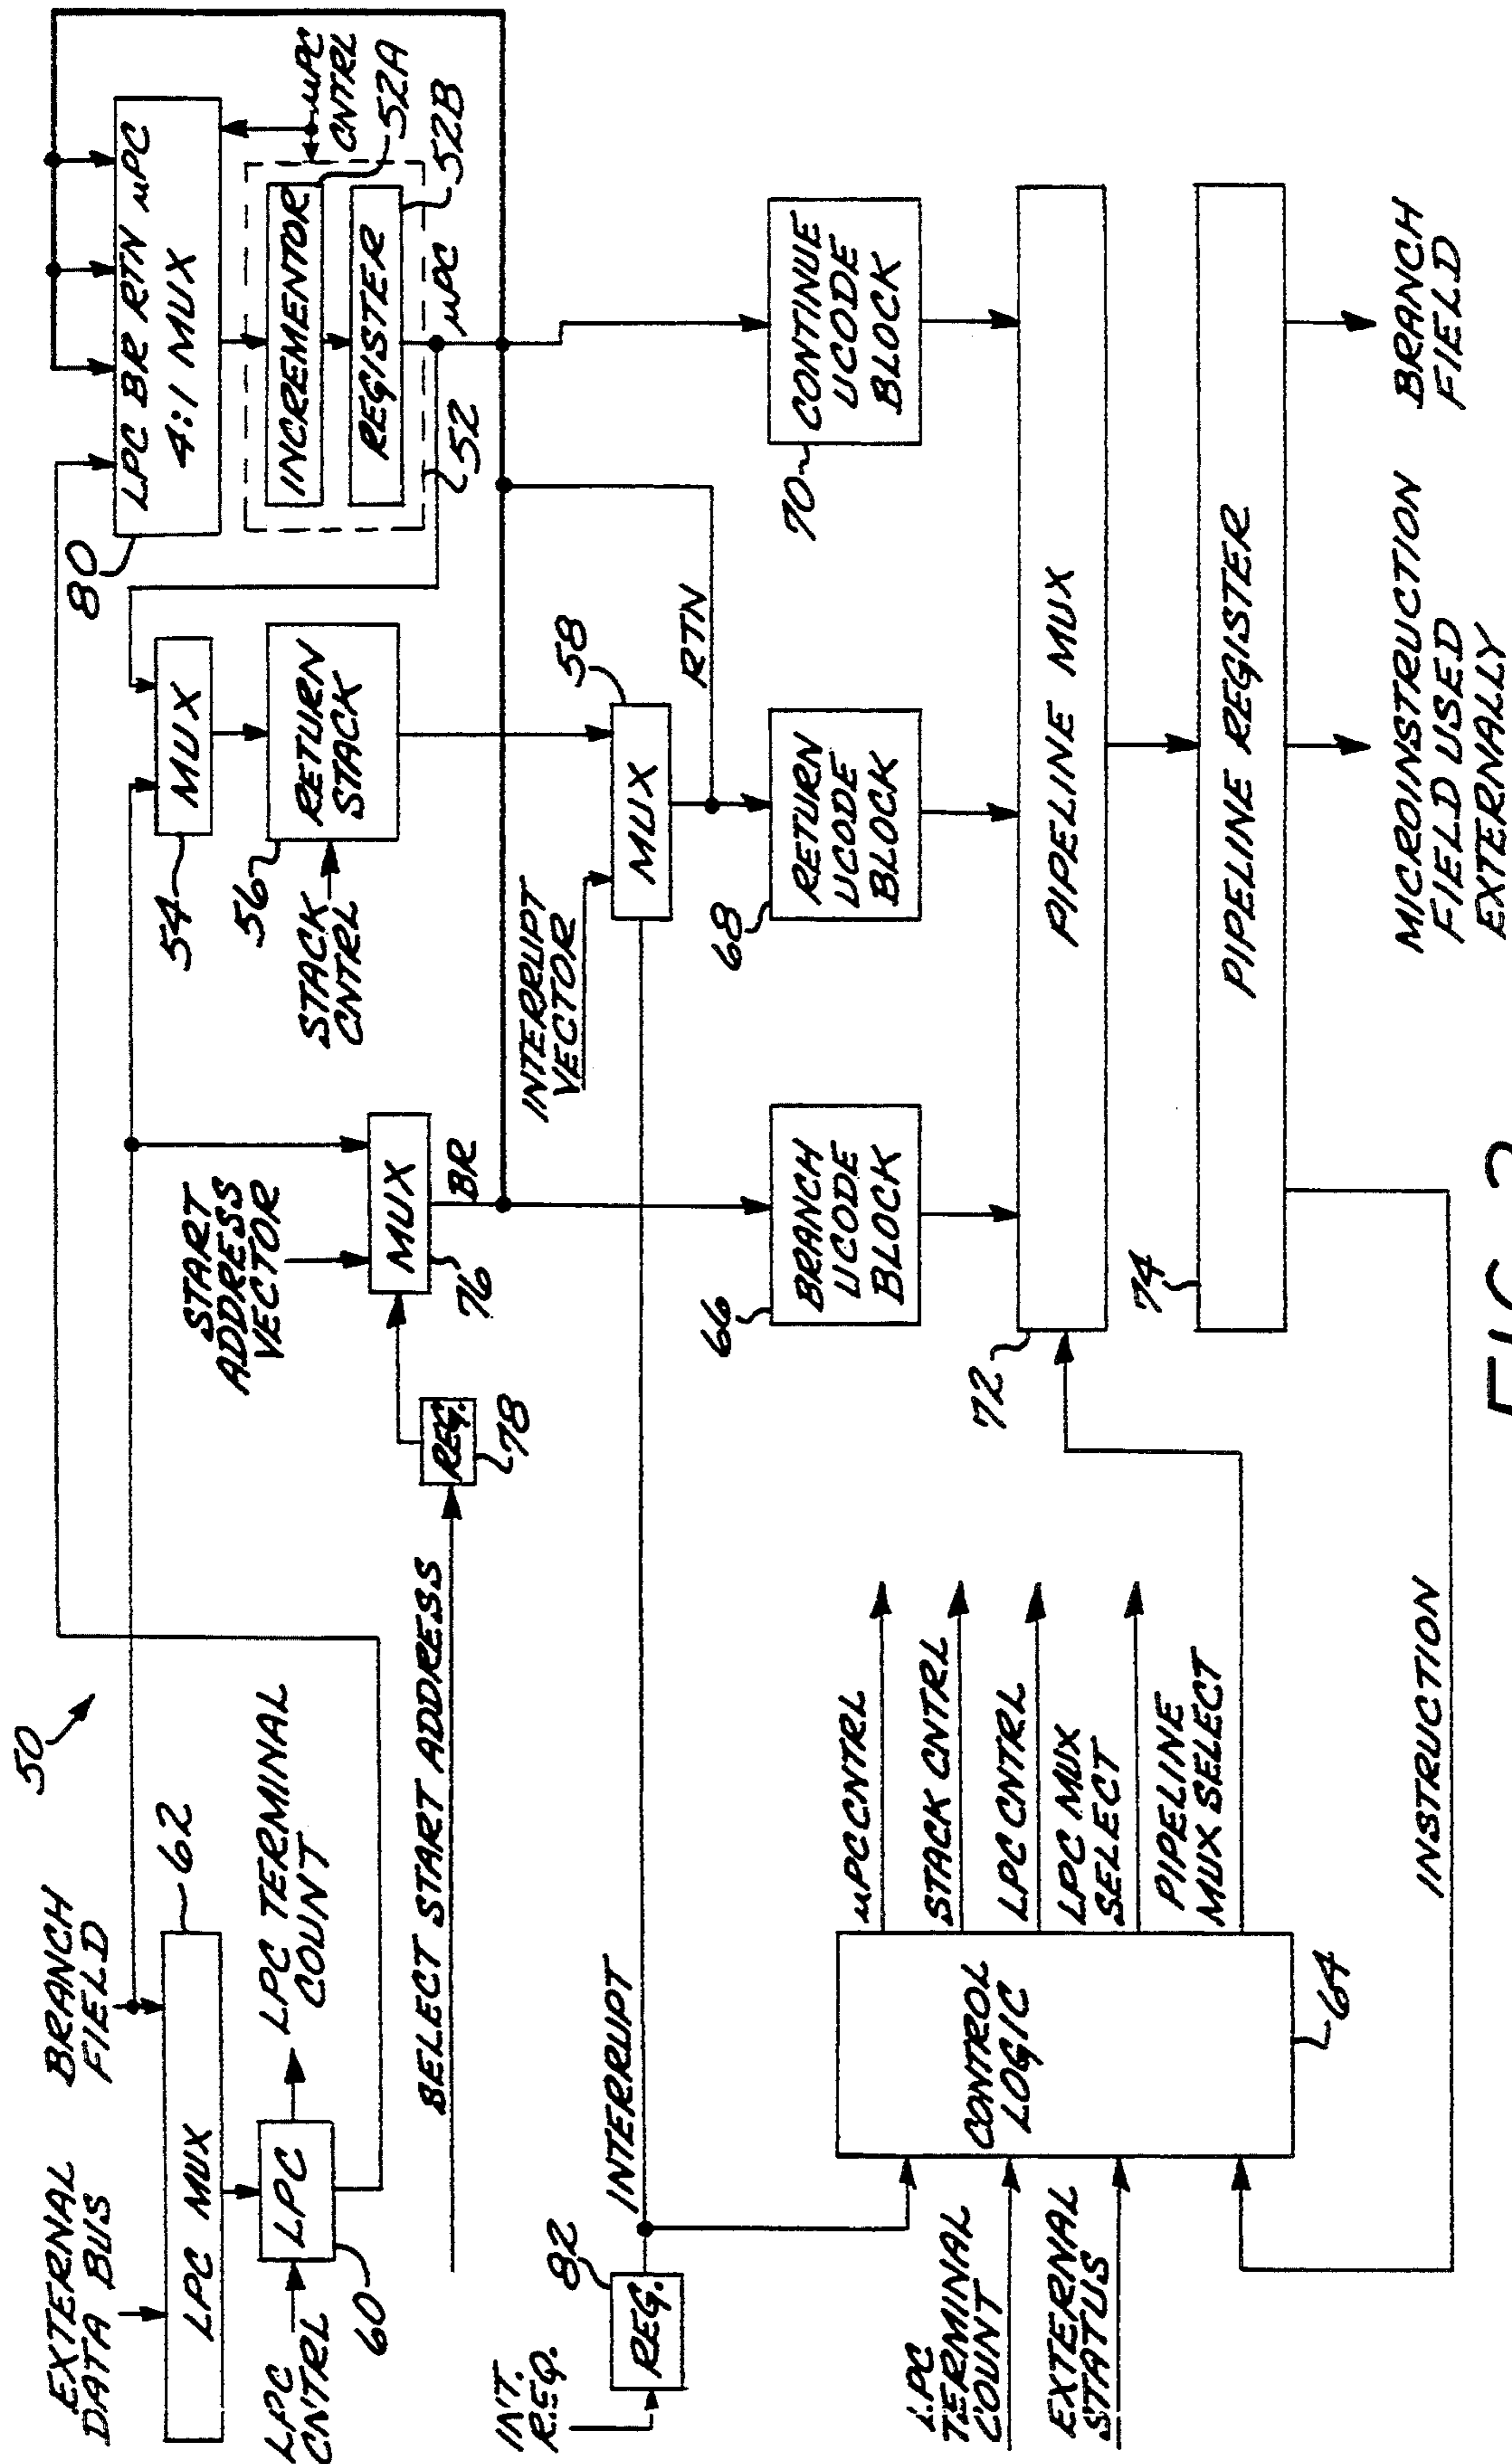 50
EXTERNAL
DATA BUS
BRANCH
FIELD
LPC MUX
62
LPC
CNTRL
LPC
60
LPC TERMINAL
COUNT
SELECT START ADDRESS
REG.
78
START
ADDRESS
VECTOR
MUX
76
BR
MUX
54
RETURN
STACK
56
STACK
CNTRL
80
LPC BR RTN µPC
4:1 MUX
µPC
CNTRL
INCREMENTOR
52A
REGISTER
52B
52
µPC
INTERRUPT
VECTOR
MUX
58
RTN
INT.
REQ.
REG.
82
INTERRUPT
BRANCH
UCODE
BLOCK
66
RETURN
UCODE
BLOCK
68
CONTINUE
UCODE
BLOCK
70
LPC
TERMINAL
COUNT
EXTERNAL
STATUS
CONTROL
LOGIC
64
µPC CNTRL
STACK CNTRL
LPC CNTRL
LPC MUX
SELECT
PIPELINE
MUX SELECT
PIPELINE MUX
72
PIPELINE REGISTER
74
INSTRUCTION
MICROINSTRUCTION
FIELD USED
EXTERNALLY
BRANCH
FIELD